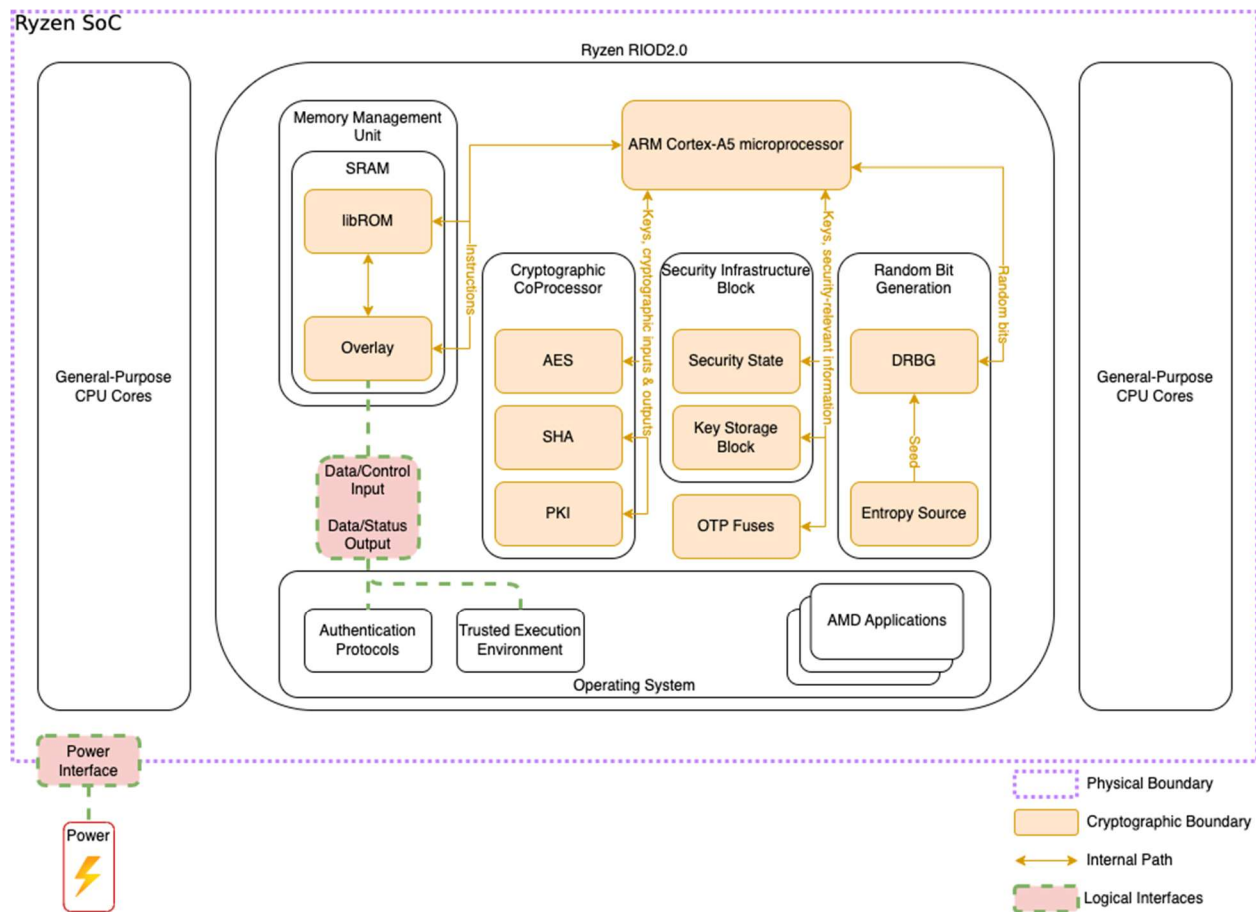 Ryzen SoC
Ryzen RIOD2.0
General-Purpose
CPU Cores
Memory Management
Unit
SRAM
libROM
Overlay
Instructions
ARM Cortex-A5 microprocessor
Keys, cryptographic inputs & outputs
Keys, security-relevant information
Random bits
Cryptographic
CoProcessor
AES
SHA
PKI
Security Infrastructure
Block
Security State
Key Storage
Block
OTP Fuses
Random Bit
Generation
DRBG
Seed
Entropy Source
General-Purpose
CPU Cores
Data/Control
Input
Data/Status
Output
Authentication
Protocols
Trusted Execution
Environment
AMD Applications
Operating System
Power
Interface
Power
Physical Boundary
Cryptographic Boundary
Internal Path
Logical Interfaces